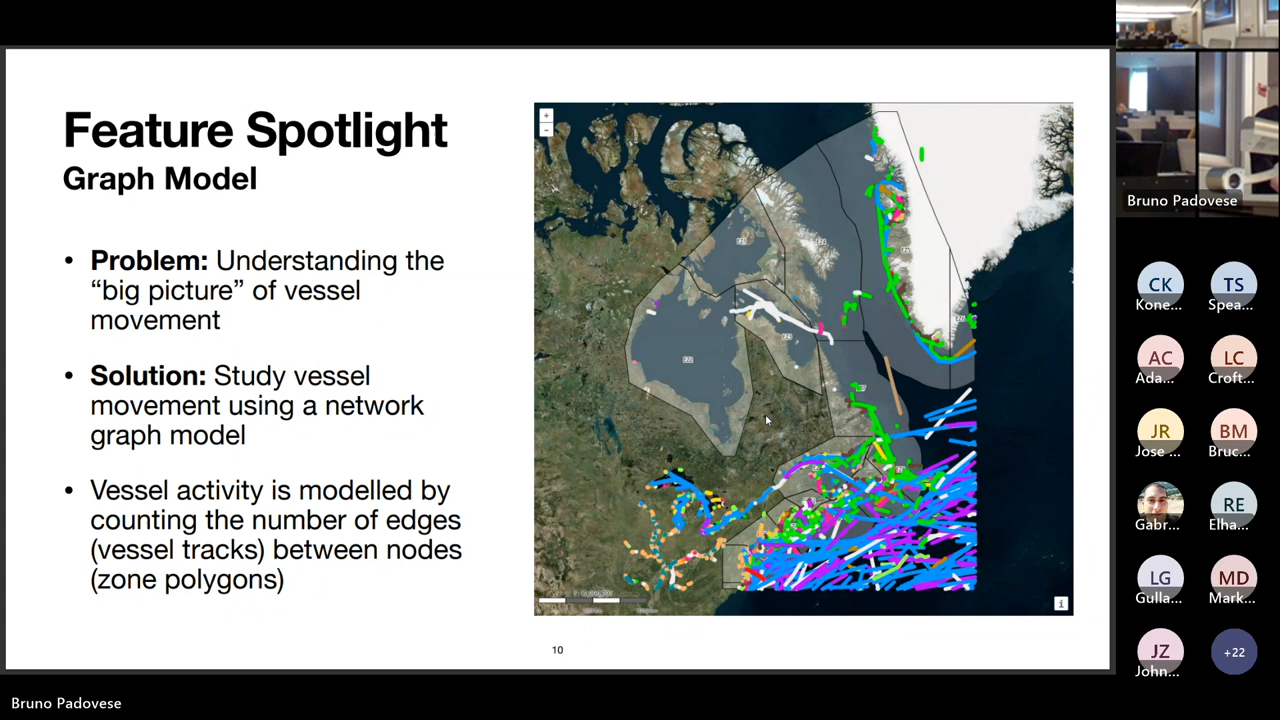 Feature Spotlight
Graph Model
• Problem: Understanding the
“big picture” of vessel
movement
• Solution: Study vessel
movement using a network
graph model
• Vessel activity is modelled by
counting the number of edges
(vessel tracks) between nodes
(zone polygons)
+
-
i
10
Bruno Padovese
Bruno Padovese
CK
TS
Kone...
Spea...
AC
LC
Ada...
Croft...
JR
BM
Jose ...
Bruc...
RE
Gabr...
Elha...
LG
MD
Gulla...
Mark...
JZ
+22
John...